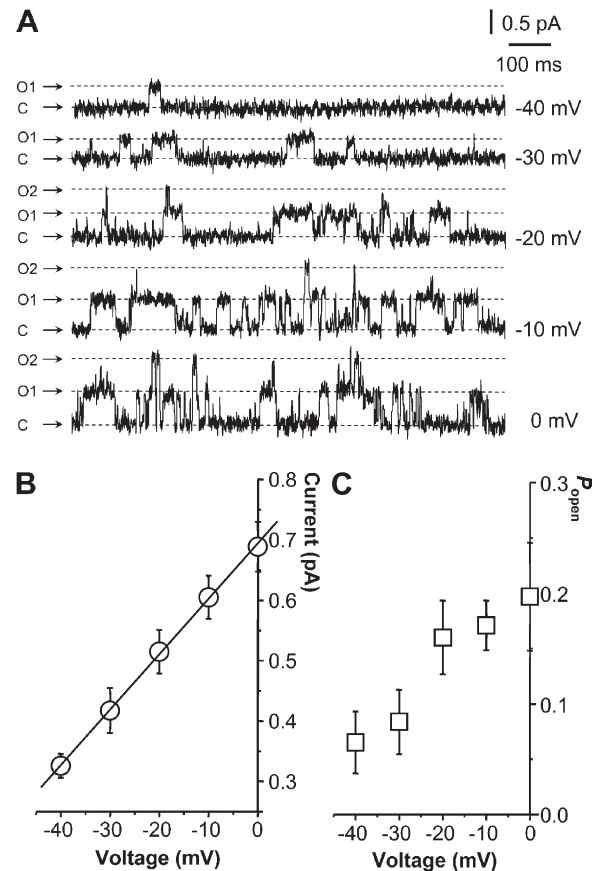 A
0.5 pA
100 ms
O1 →
C →
-40 mV
O1 →
C →
-30 mV
O2 →
O1 →
C →
-20 mV
O2 →
O1 →
C →
-10 mV
O2 →
O1 →
C →
0 mV
B
0.8
0.7
0.6
0.5
0.4
0.3
Current (pA)
-40 -30 -20 -10 0
Voltage (mV)
C
0.3
0.2
0.1
0.0
Popen
-40 -30 -20 -10 0
Voltage (mV)